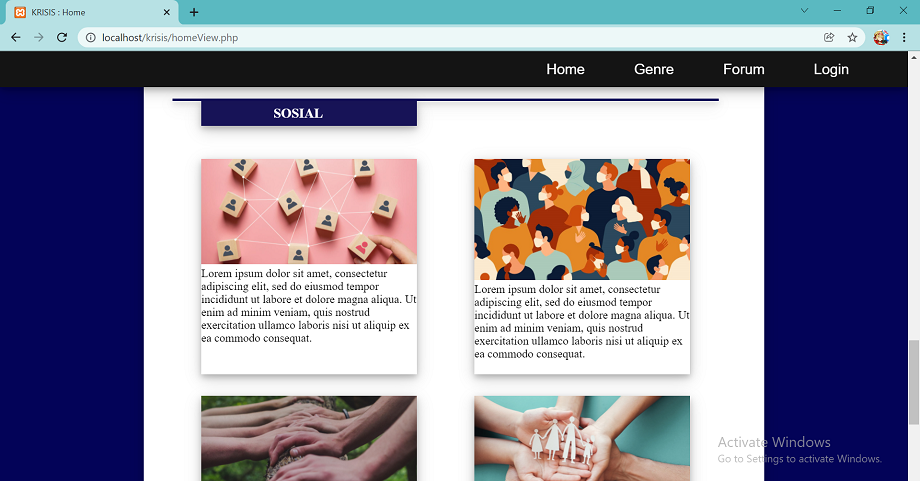 KRISIS : Home
localhost/krisis/homeView.php
Home Genre Forum Login
SOSIAL
Lorem ipsum dolor sit amet, consectetur
adipiscing elit, sed do eiusmod tempor
incididunt ut labore et dolore magna aliqua. Ut
enim ad minim veniam, quis nostrud
exercitation ullamco laboris nisi ut aliquip ex
ea commodo consequat.
Lorem ipsum dolor sit amet, consectetur
adipiscing elit, sed do eiusmod tempor
incididunt ut labore et dolore magna aliqua. Ut
enim ad minim veniam, quis nostrud
exercitation ullamco laboris nisi ut aliquip ex
ea commodo consequat.
Activate Windows
Go to Settings to activate Windows.